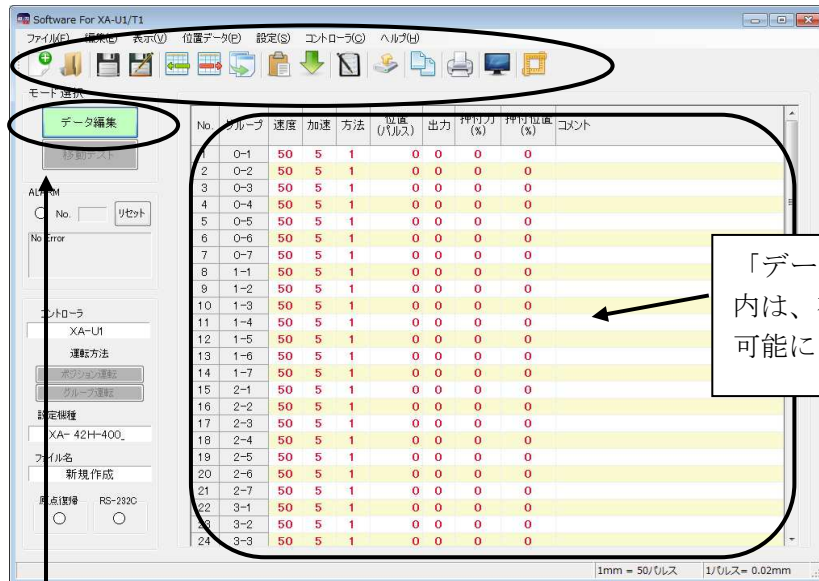 Software For XA-U1/T1
ファイル(F) 編集(E) 表示(V) 位置データ(P) 設定(S) コントローラ(C) ヘルプ(H)
モード選択
データ編集
移動テスト
ALARM
No. リセット
No Error
コントローラ
XA-U1
運転方法
ポジション運転
グループ運転
設定機種
XA- 42H-400_
ファイル名
新規作成
原点復帰 RS-232C
No. グループ 速度 加速 方法 位置(パルス) 出力 押付力(%) 押付位置(%) コメント
1 0-1 50 5 1 0 0 0 0
2 0-2 50 5 1 0 0 0 0
3 0-3 50 5 1 0 0 0 0
4 0-4 50 5 1 0 0 0 0
5 0-5 50 5 1 0 0 0 0
6 0-6 50 5 1 0 0 0 0
7 0-7 50 5 1 0 0 0 0
8 1-1 50 5 1 0 0 0 0
9 1-2 50 5 1 0 0 0 0
10 1-3 50 5 1 0 0 0 0
11 1-4 50 5 1 0 0 0 0
12 1-5 50 5 1 0 0 0 0
13 1-6 50 5 1 0 0 0 0
14 1-7 50 5 1 0 0 0 0
15 2-1 50 5 1 0 0 0 0
16 2-2 50 5 1 0 0 0 0
17 2-3 50 5 1 0 0 0 0
18 2-4 50 5 1 0 0 0 0
19 2-5 50 5 1 0 0 0 0
20 2-6 50 5 1 0 0 0 0
21 2-7 50 5 1 0 0 0 0
22 3-1 50 5 1 0 0 0 0
23 3-2 50 5 1 0 0 0 0
24 3-3 50 5 1 0 0 0 0
「デー
内は、
可能に
1mm = 50パルス 1パルス= 0.02mm